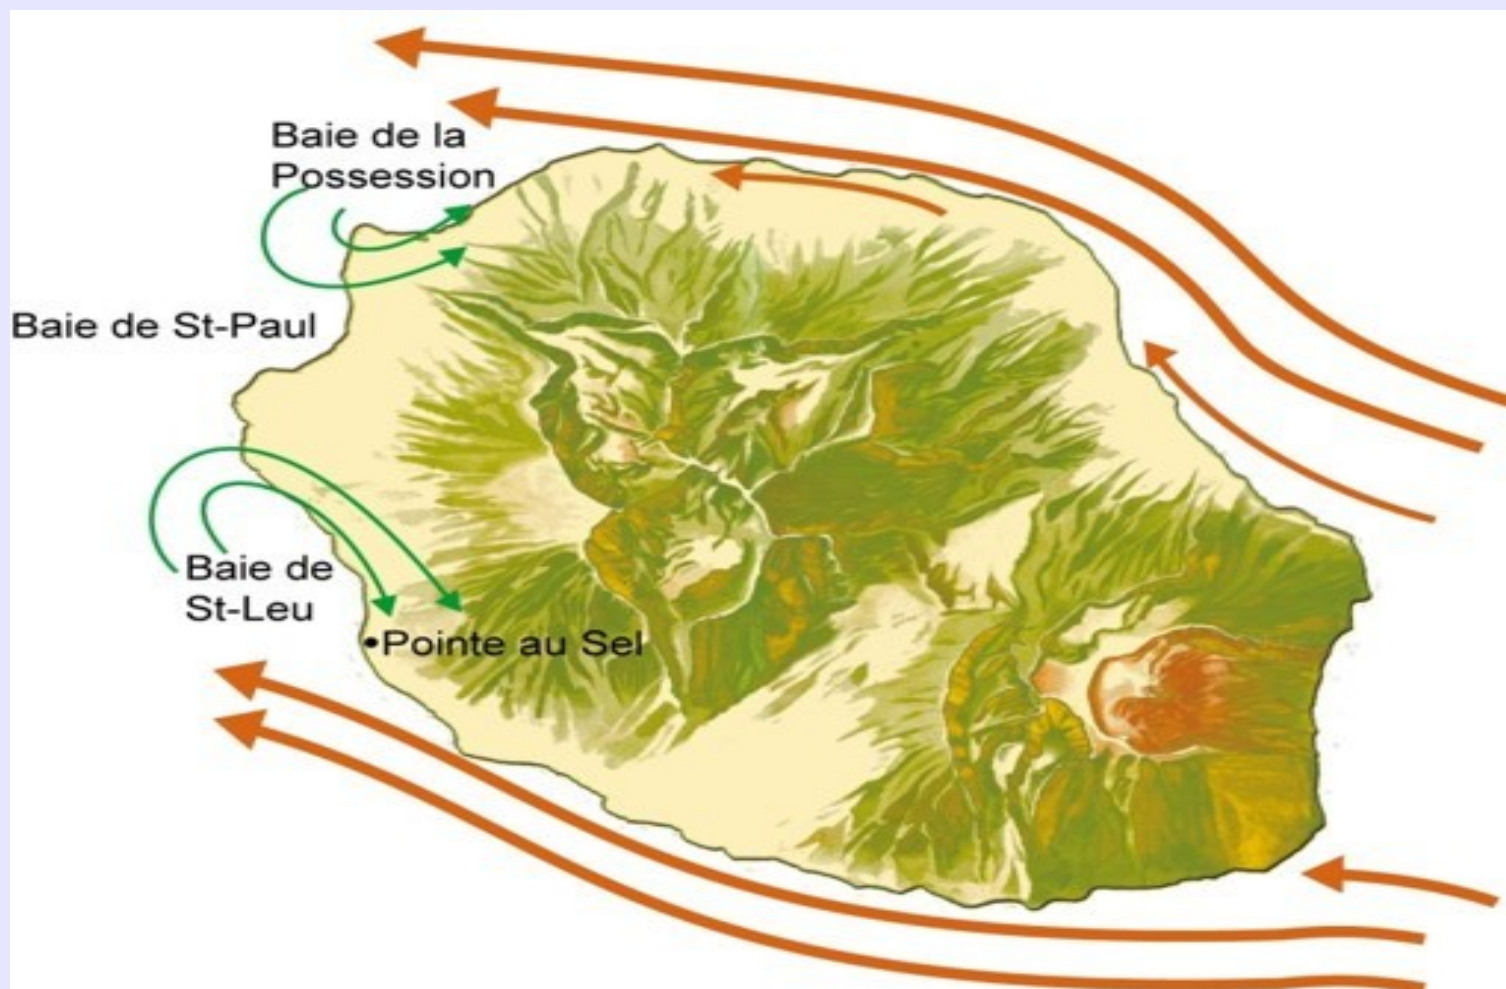 Baie de la
Possession
Baie de St-Paul
Baie de
St-Leu
Pointe au Sel